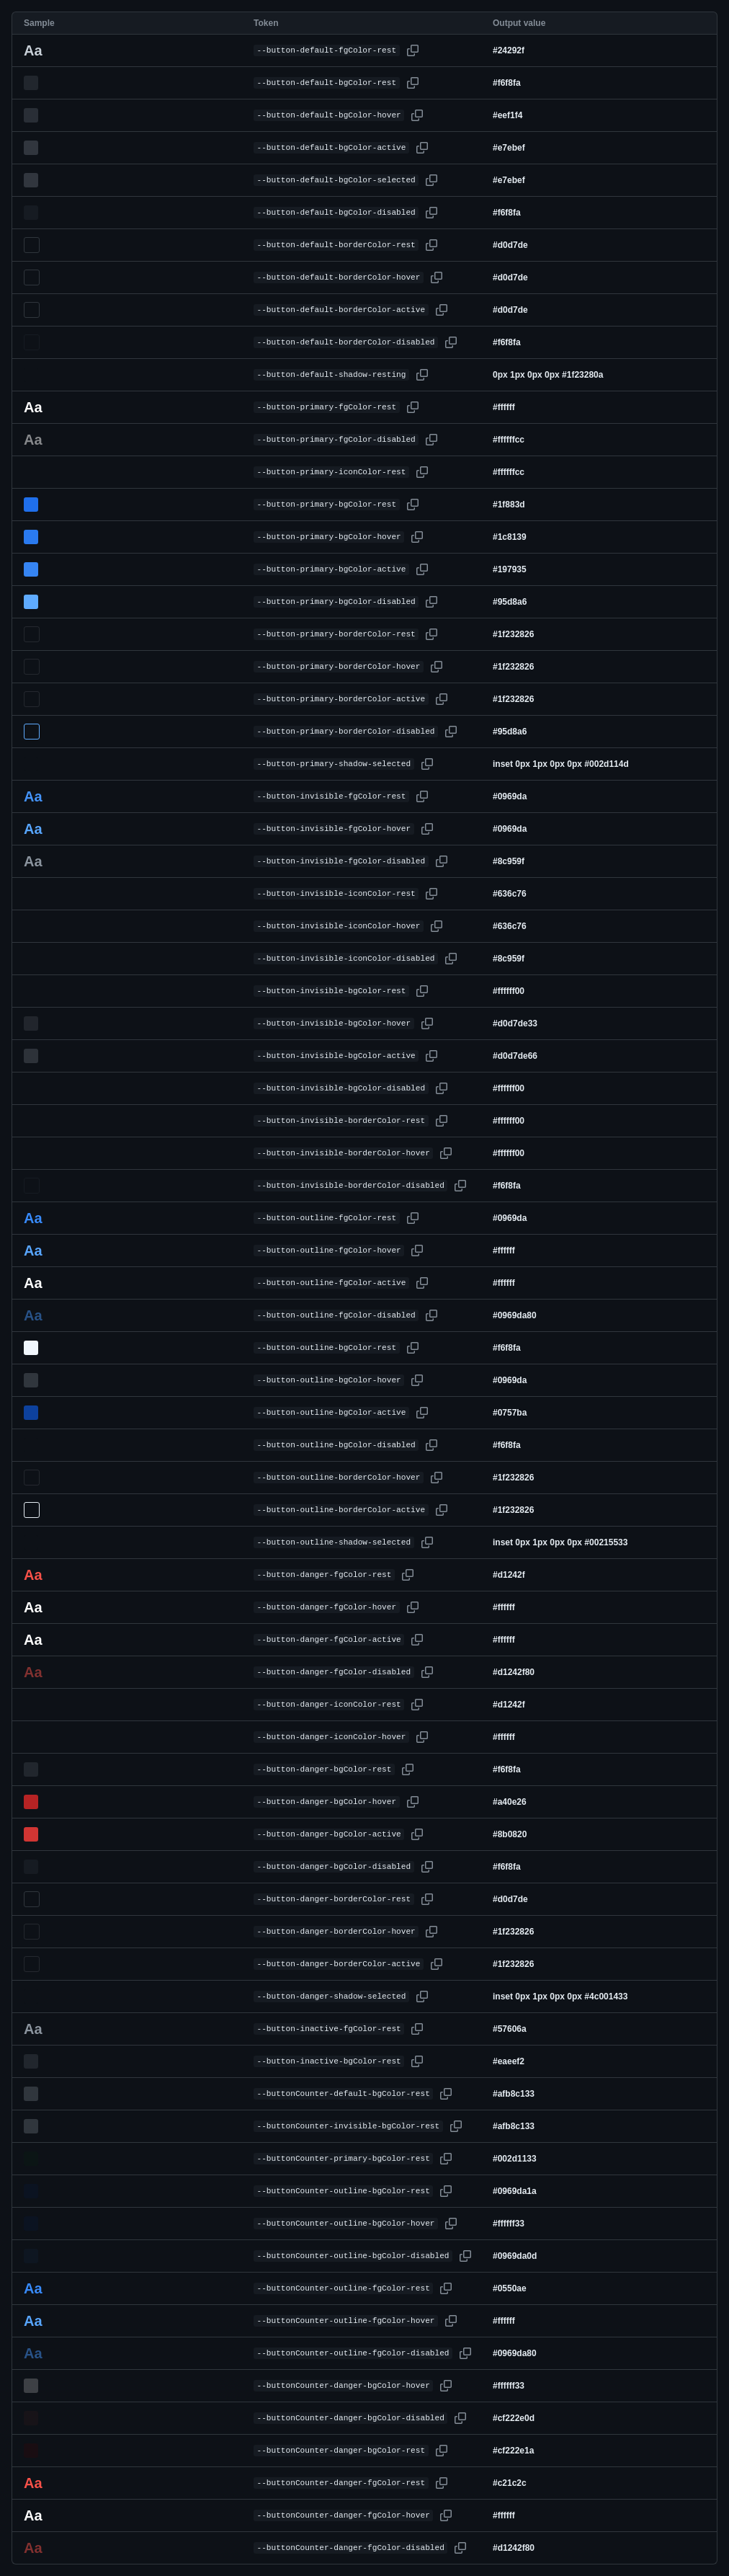 Sample Token Output value
Aa --button-default-fgColor-rest #24292f
--button-default-bgColor-rest #f6f8fa
--button-default-bgColor-hover #eef1f4
--button-default-bgColor-active #e7ebef
--button-default-bgColor-selected #e7ebef
--button-default-bgColor-disabled #f6f8fa
--button-default-borderColor-rest #d0d7de
--button-default-borderColor-hover #d0d7de
--button-default-borderColor-active #d0d7de
--button-default-borderColor-disabled #f6f8fa
--button-default-shadow-resting 0px 1px 0px 0px #1f23280a
Aa --button-primary-fgColor-rest #ffffff
Aa --button-primary-fgColor-disabled #ffffffcc
--button-primary-iconColor-rest #ffffffcc
--button-primary-bgColor-rest #1f883d
--button-primary-bgColor-hover #1c8139
--button-primary-bgColor-active #197935
--button-primary-bgColor-disabled #95d8a6
--button-primary-borderColor-rest #1f232826
--button-primary-borderColor-hover #1f232826
--button-primary-borderColor-active #1f232826
--button-primary-borderColor-disabled #95d8a6
--button-primary-shadow-selected inset 0px 1px 0px 0px #002d114d
Aa --button-invisible-fgColor-rest #0969da
Aa --button-invisible-fgColor-hover #0969da
Aa --button-invisible-fgColor-disabled #8c959f
--button-invisible-iconColor-rest #636c76
--button-invisible-iconColor-hover #636c76
--button-invisible-iconColor-disabled #8c959f
--button-invisible-bgColor-rest #ffffff00
--button-invisible-bgColor-hover #d0d7de33
--button-invisible-bgColor-active #d0d7de66
--button-invisible-bgColor-disabled #ffffff00
--button-invisible-borderColor-rest #ffffff00
--button-invisible-borderColor-hover #ffffff00
--button-invisible-borderColor-disabled #f6f8fa
Aa --button-outline-fgColor-rest #0969da
Aa --button-outline-fgColor-hover #ffffff
Aa --button-outline-fgColor-active #ffffff
Aa --button-outline-fgColor-disabled #0969da80
--button-outline-bgColor-rest #f6f8fa
--button-outline-bgColor-hover #0969da
--button-outline-bgColor-active #0757ba
--button-outline-bgColor-disabled #f6f8fa
--button-outline-borderColor-hover #1f232826
--button-outline-borderColor-active #1f232826
--button-outline-shadow-selected inset 0px 1px 0px 0px #00215533
Aa --button-danger-fgColor-rest #d1242f
Aa --button-danger-fgColor-hover #ffffff
Aa --button-danger-fgColor-active #ffffff
Aa --button-danger-fgColor-disabled #d1242f80
--button-danger-iconColor-rest #d1242f
--button-danger-iconColor-hover #ffffff
--button-danger-bgColor-rest #f6f8fa
--button-danger-bgColor-hover #a40e26
--button-danger-bgColor-active #8b0820
--button-danger-bgColor-disabled #f6f8fa
--button-danger-borderColor-rest #d0d7de
--button-danger-borderColor-hover #1f232826
--button-danger-borderColor-active #1f232826
--button-danger-shadow-selected inset 0px 1px 0px 0px #4c001433
Aa --button-inactive-fgColor-rest #57606a
--button-inactive-bgColor-rest #eaeef2
--buttonCounter-default-bgColor-rest #afb8c133
--buttonCounter-invisible-bgColor-rest #afb8c133
--buttonCounter-primary-bgColor-rest #002d1133
--buttonCounter-outline-bgColor-rest #0969da1a
--buttonCounter-outline-bgColor-hover #ffffff33
--buttonCounter-outline-bgColor-disabled #0969da0d
Aa --buttonCounter-outline-fgColor-rest #0550ae
Aa --buttonCounter-outline-fgColor-hover #ffffff
Aa --buttonCounter-outline-fgColor-disabled #0969da80
--buttonCounter-danger-bgColor-hover #ffffff33
--buttonCounter-danger-bgColor-disabled #cf222e0d
--buttonCounter-danger-bgColor-rest #cf222e1a
Aa --buttonCounter-danger-fgColor-rest #c21c2c
Aa --buttonCounter-danger-fgColor-hover #ffffff
Aa --buttonCounter-danger-fgColor-disabled #d1242f80